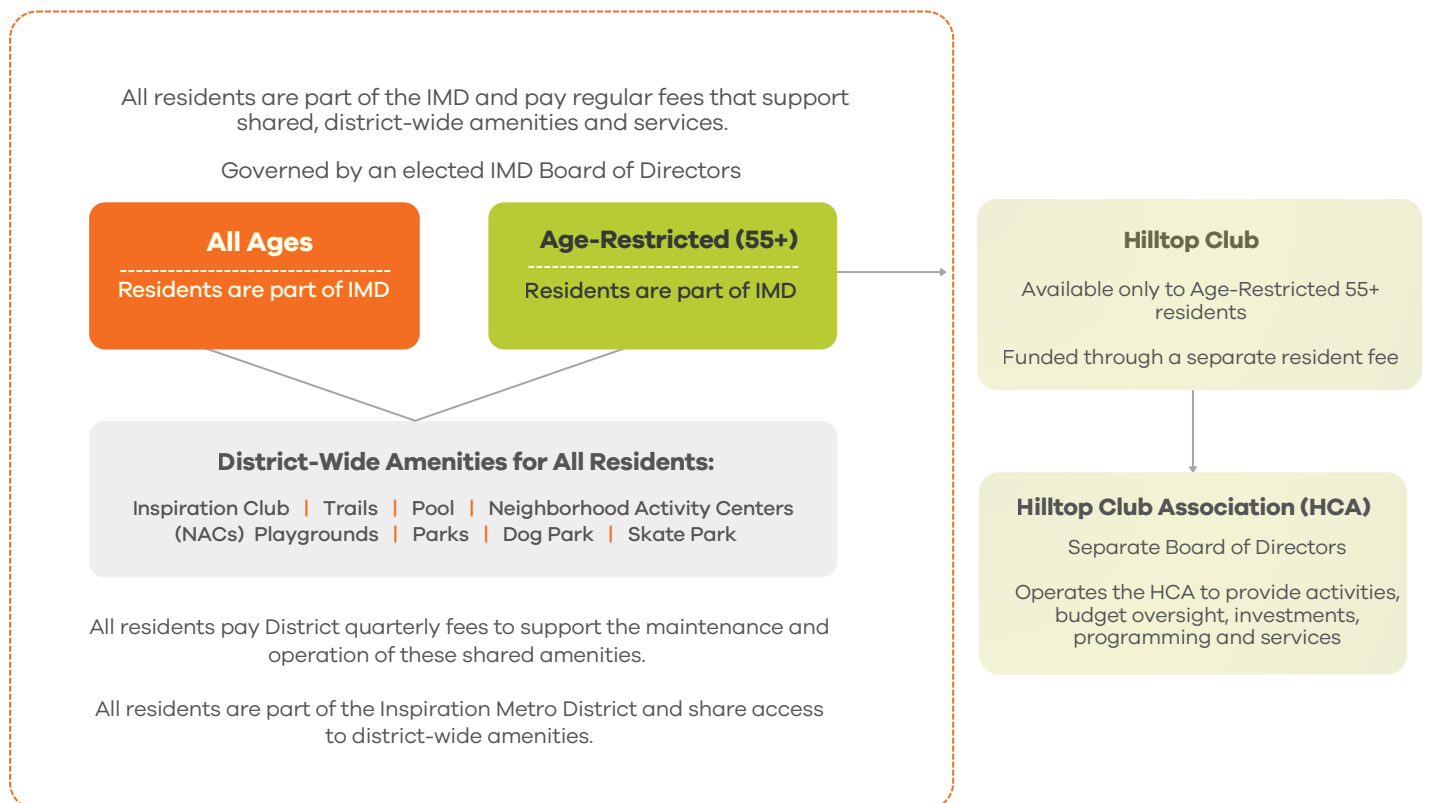 All residents are part of the IMD and pay regular fees that support
shared, district-wide amenities and services.
Governed by an elected IMD Board of Directors
All Ages
Residents are part of IMD
Age-Restricted (55+)
Residents are part of IMD
District-Wide Amenities for All Residents:
Inspiration Club | Trails | Pool | Neighborhood Activity Centers
(NACs) Playgrounds | Parks | Dog Park | Skate Park
All residents pay District quarterly fees to support the maintenance and
operation of these shared amenities.
All residents are part of the Inspiration Metro District and share access
to district-wide amenities.
Hilltop Club
Available only to Age-Restricted 55+
residents
Funded through a separate resident fee
Hilltop Club Association (HCA)
Separate Board of Directors
Operates the HCA to provide activities,
budget oversight, investments,
programming and services